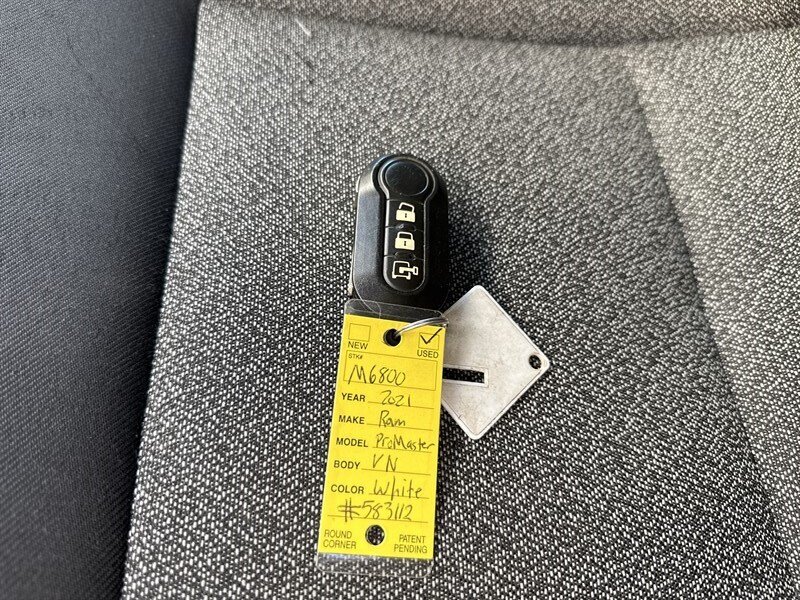 NEW USED
STK#
M6800
YEAR 2021
MAKE Ram
MODEL ProMaster
BODY VN
COLOR White
#583112
ROUND CORNER PATENT PENDING